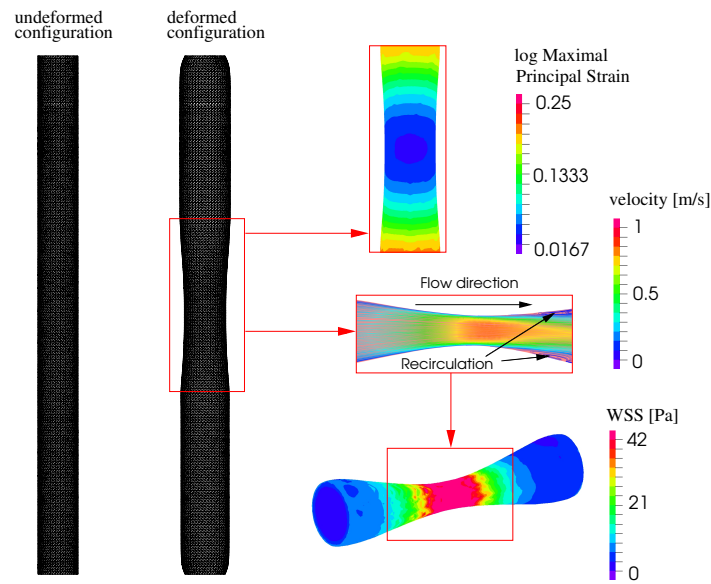 undeformed
configuration
deformed
configuration
log Maximal
Principal Strain
0.25
0.1333
0.0167
velocity [m/s]
1
0.5
0
Flow direction
Recirculation
WSS [Pa]
42
21
0